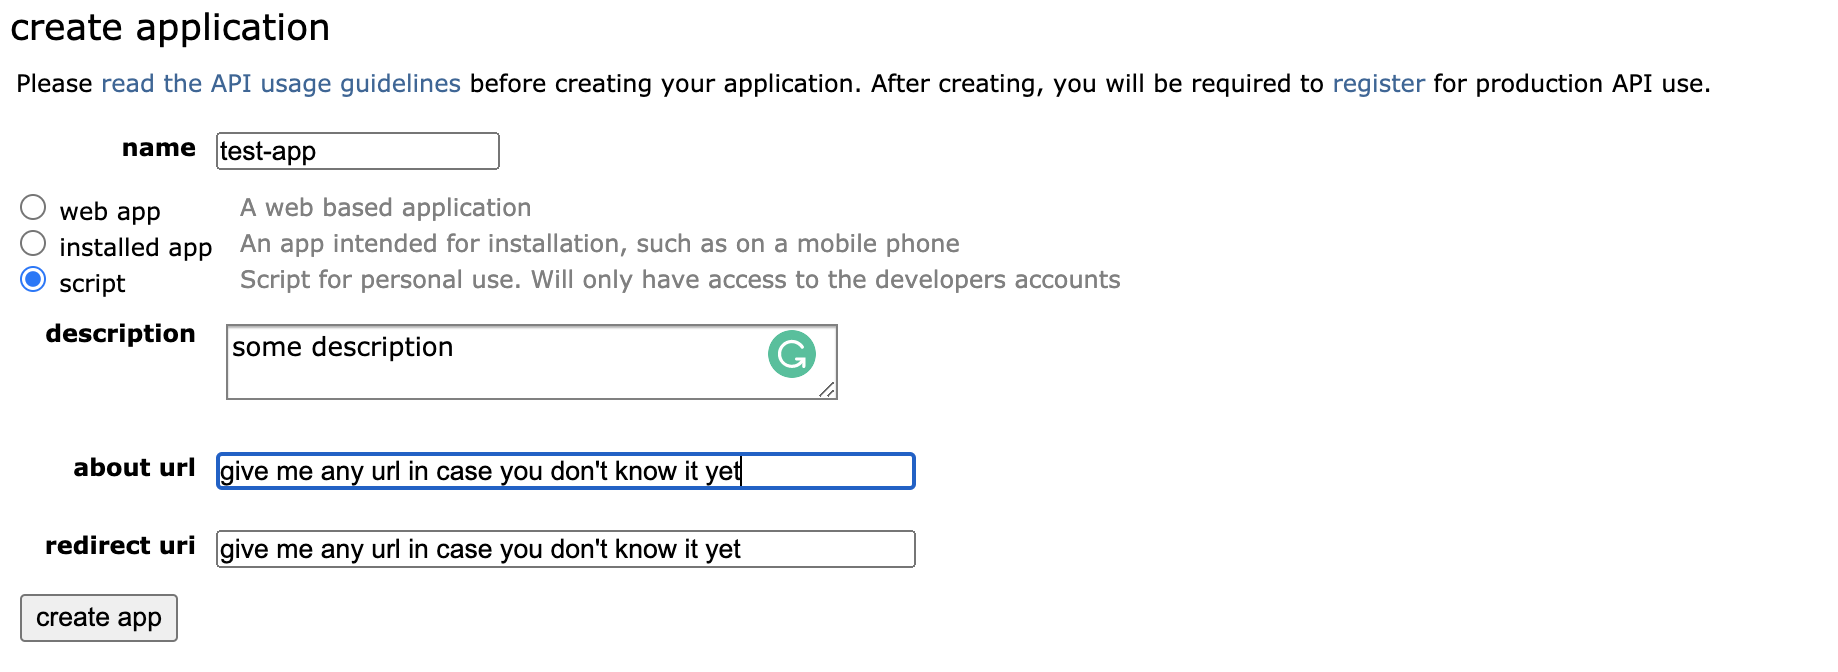 create application
Please read the API usage guidelines before creating your application. After creating, you will be required to register for production API use.
name test-app
web app A web based application
installed app An app intended for installation, such as on a mobile phone
script Script for personal use. Will only have access to the developers accounts
description some description
about url give me any url in case you don't know it yet
redirect uri give me any url in case you don't know it yet
create app